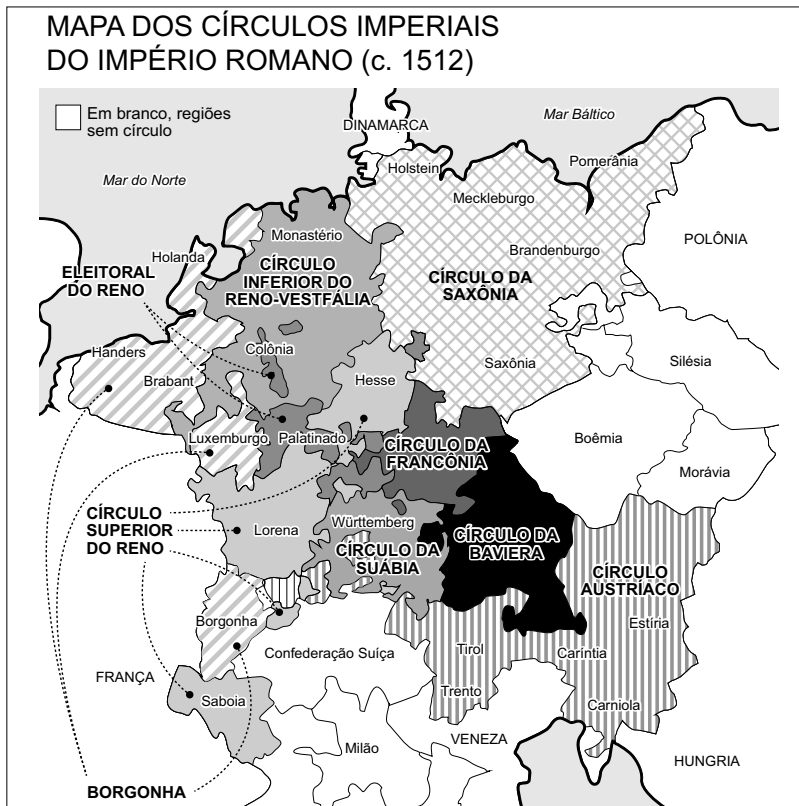 MAPA DOS CÍRCULOS IMPERIAIS
DO IMPÉRIO ROMANO (c. 1512)
Em branco, regiões
sem círculo
DINAMARCA
Mar Báltico
Mar do Norte
Holstein
Pomerânia
Meckleburgo
Monastério
Brandenburgo
POLÔNIA
Holanda
ELEITORAL
DO RENO
CÍRCULO
INFERIOR DO
RENO-VESTFÁLIA
CÍRCULO DA
SAXÔNIA
Handers
Brabant
Colônia
Hesse
Saxônia
Silésia
Luxemburgo
Palatinado
CÍRCULO DA
FRANCÔNIA
Boêmia
Morávia
CÍRCULO
SUPERIOR
DO RENO
Lorena
Württemberg
CÍRCULO DA
SUÁBIA
CÍRCULO DA
BAVIERA
CÍRCULO
AUSTRÍACO
Borgonha
Estíria
Confederação Suíça
Tirol
Caríntia
FRANÇA
Saboia
Trento
Carniola
Milão
VENEZA
HUNGRIA
BORGONHA